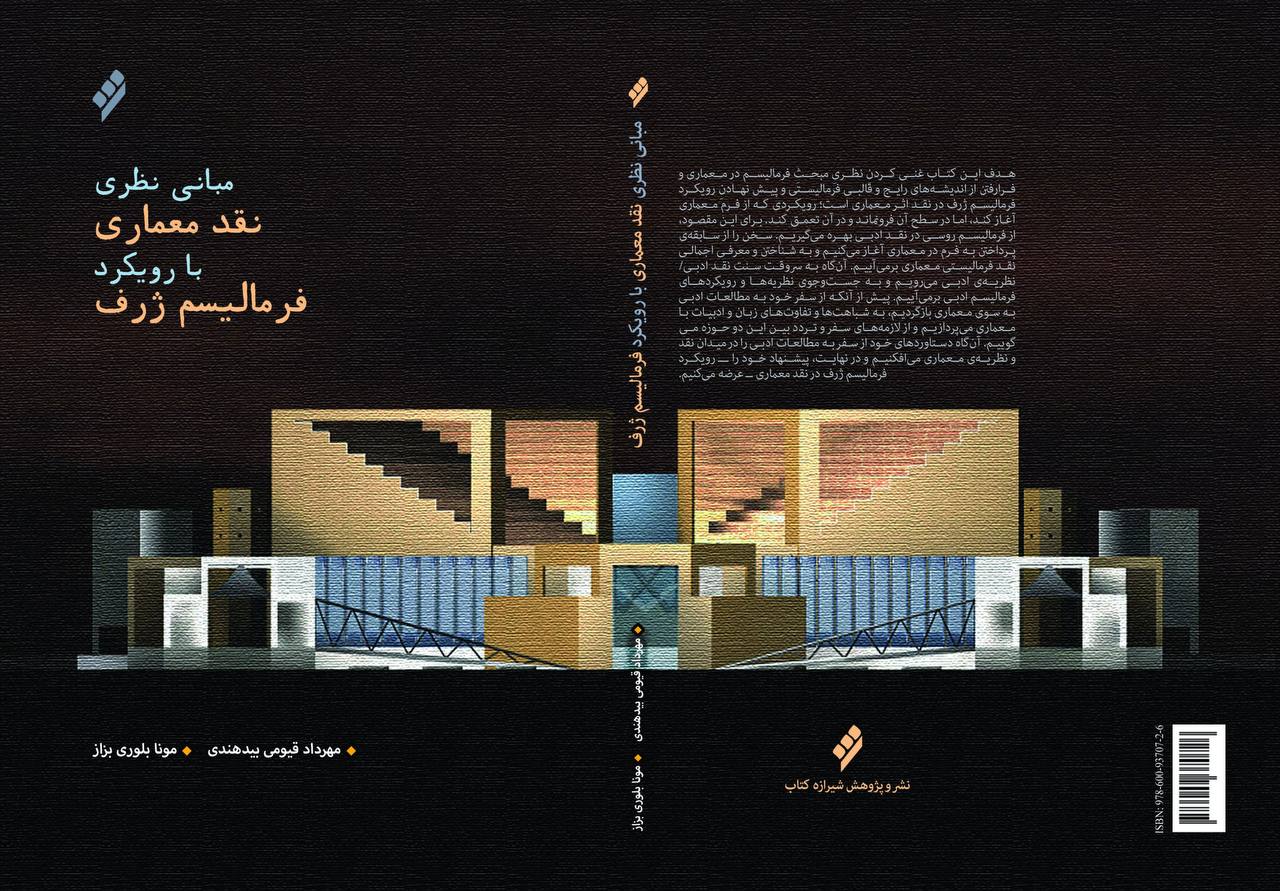 مبانی نظری
نقد معماری
با رویکرد
فرمالیسم ژرف
مهرداد قیومی بیدهندی
مونا بلوری بزاز
مبانی نظری نقد معماری با رویکرد فرمالیسم ژرف
مهرداد قیومی بیدهندی
مونا بلوری بزاز
هدف این کتاب غنی کردن نظری مبحث فرمالیسم در معماری و
فرارفتن از اندیشه‌های رایج و قالبی فرمالیستی و پیش نهادن رویکرد
فرمالیسم ژرف در نقد اثر معماری است؛ رویکردی که از فرم معماری
آغاز کند، اما در سطح آن فرونماند و در آن تعمق کند. برای این مقصود،
از فرمالیسم روسی در نقد ادبی بهره می‌گیریم. سخن را از سابقه‌ی
پرداختن به فرم در معماری آغاز می‌کنیم و به شناختن و معرفی اجمالی
نقد فرمالیستی معماری برمی‌آییم. آن‌گاه به سروقت سنت نقد ادبی/
نظریه‌ی ادبی می‌رویم و به جست‌وجوی نظریه‌ها و رویکردهای
فرمالیسم ادبی برمی‌آییم. پیش از آنکه از سفر خود به مطالعات ادبی
به سوی معماری بازگردیم، به شباهت‌ها و تفاوت‌های زبان و ادبیات با
معماری می‌پردازیم و از لازمه‌های سفر و تردد بین این دو حوزه می
گوییم. آن‌گاه دستاوردهای خود از سفر به مطالعات ادبی را در میدان نقد
و نظریه‌ی معماری می‌افکنیم و در نهایت، پیشنهاد خود را ــ رویکرد
فرمالیسم ژرف در نقد معماری ــ عرضه می‌کنیم.
نشر و پژوهش شیرازه کتاب
ISBN: 978-600-93707-2-6